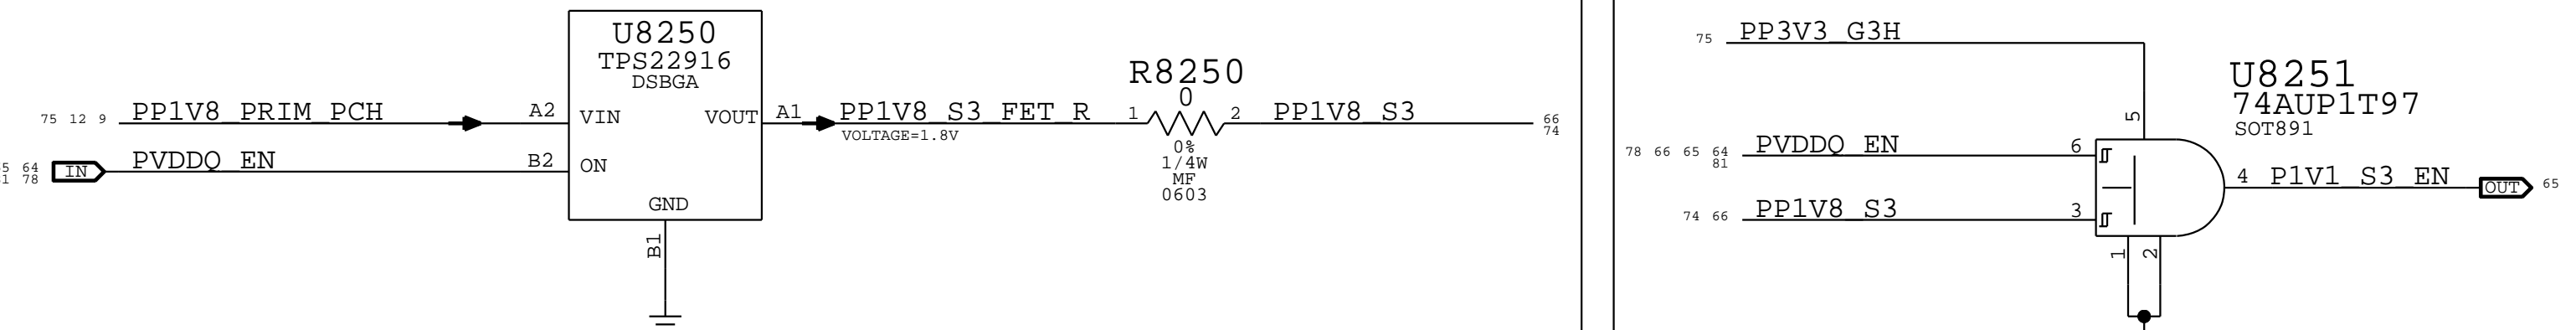 U8250
TPS22916
DSBGA
75 12 9 PP1V8_PRIM_PCH A2 VIN
VOUT A1 PP1V8_S3_FET_R
VOLTAGE=1.8V
R8250
0
1 2 PP1V8_S3 66
74
0%
1/4W
MF
0603
5 64
1 78
IN PVDDQ_EN B2 ON
GND
B1
75 PP3V3_G3H
U8251
74AUP1T97
SOT891
5
78 66 65 64 PVDDQ_EN 6
81
74 66 PP1V8_S3 3
4 P1V1_S3_EN OUT 65
1 2